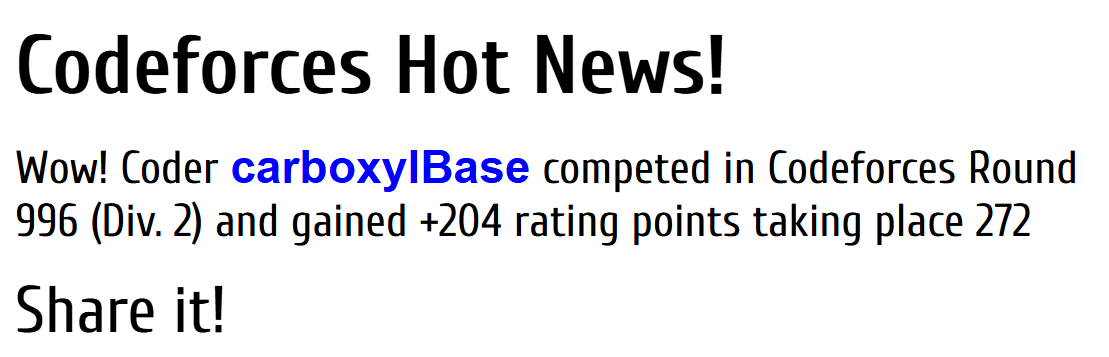 Codeforces Hot News!
Wow! Coder carboxylBase competed in Codeforces Round
996 (Div. 2) and gained +204 rating points taking place 272
Share it!